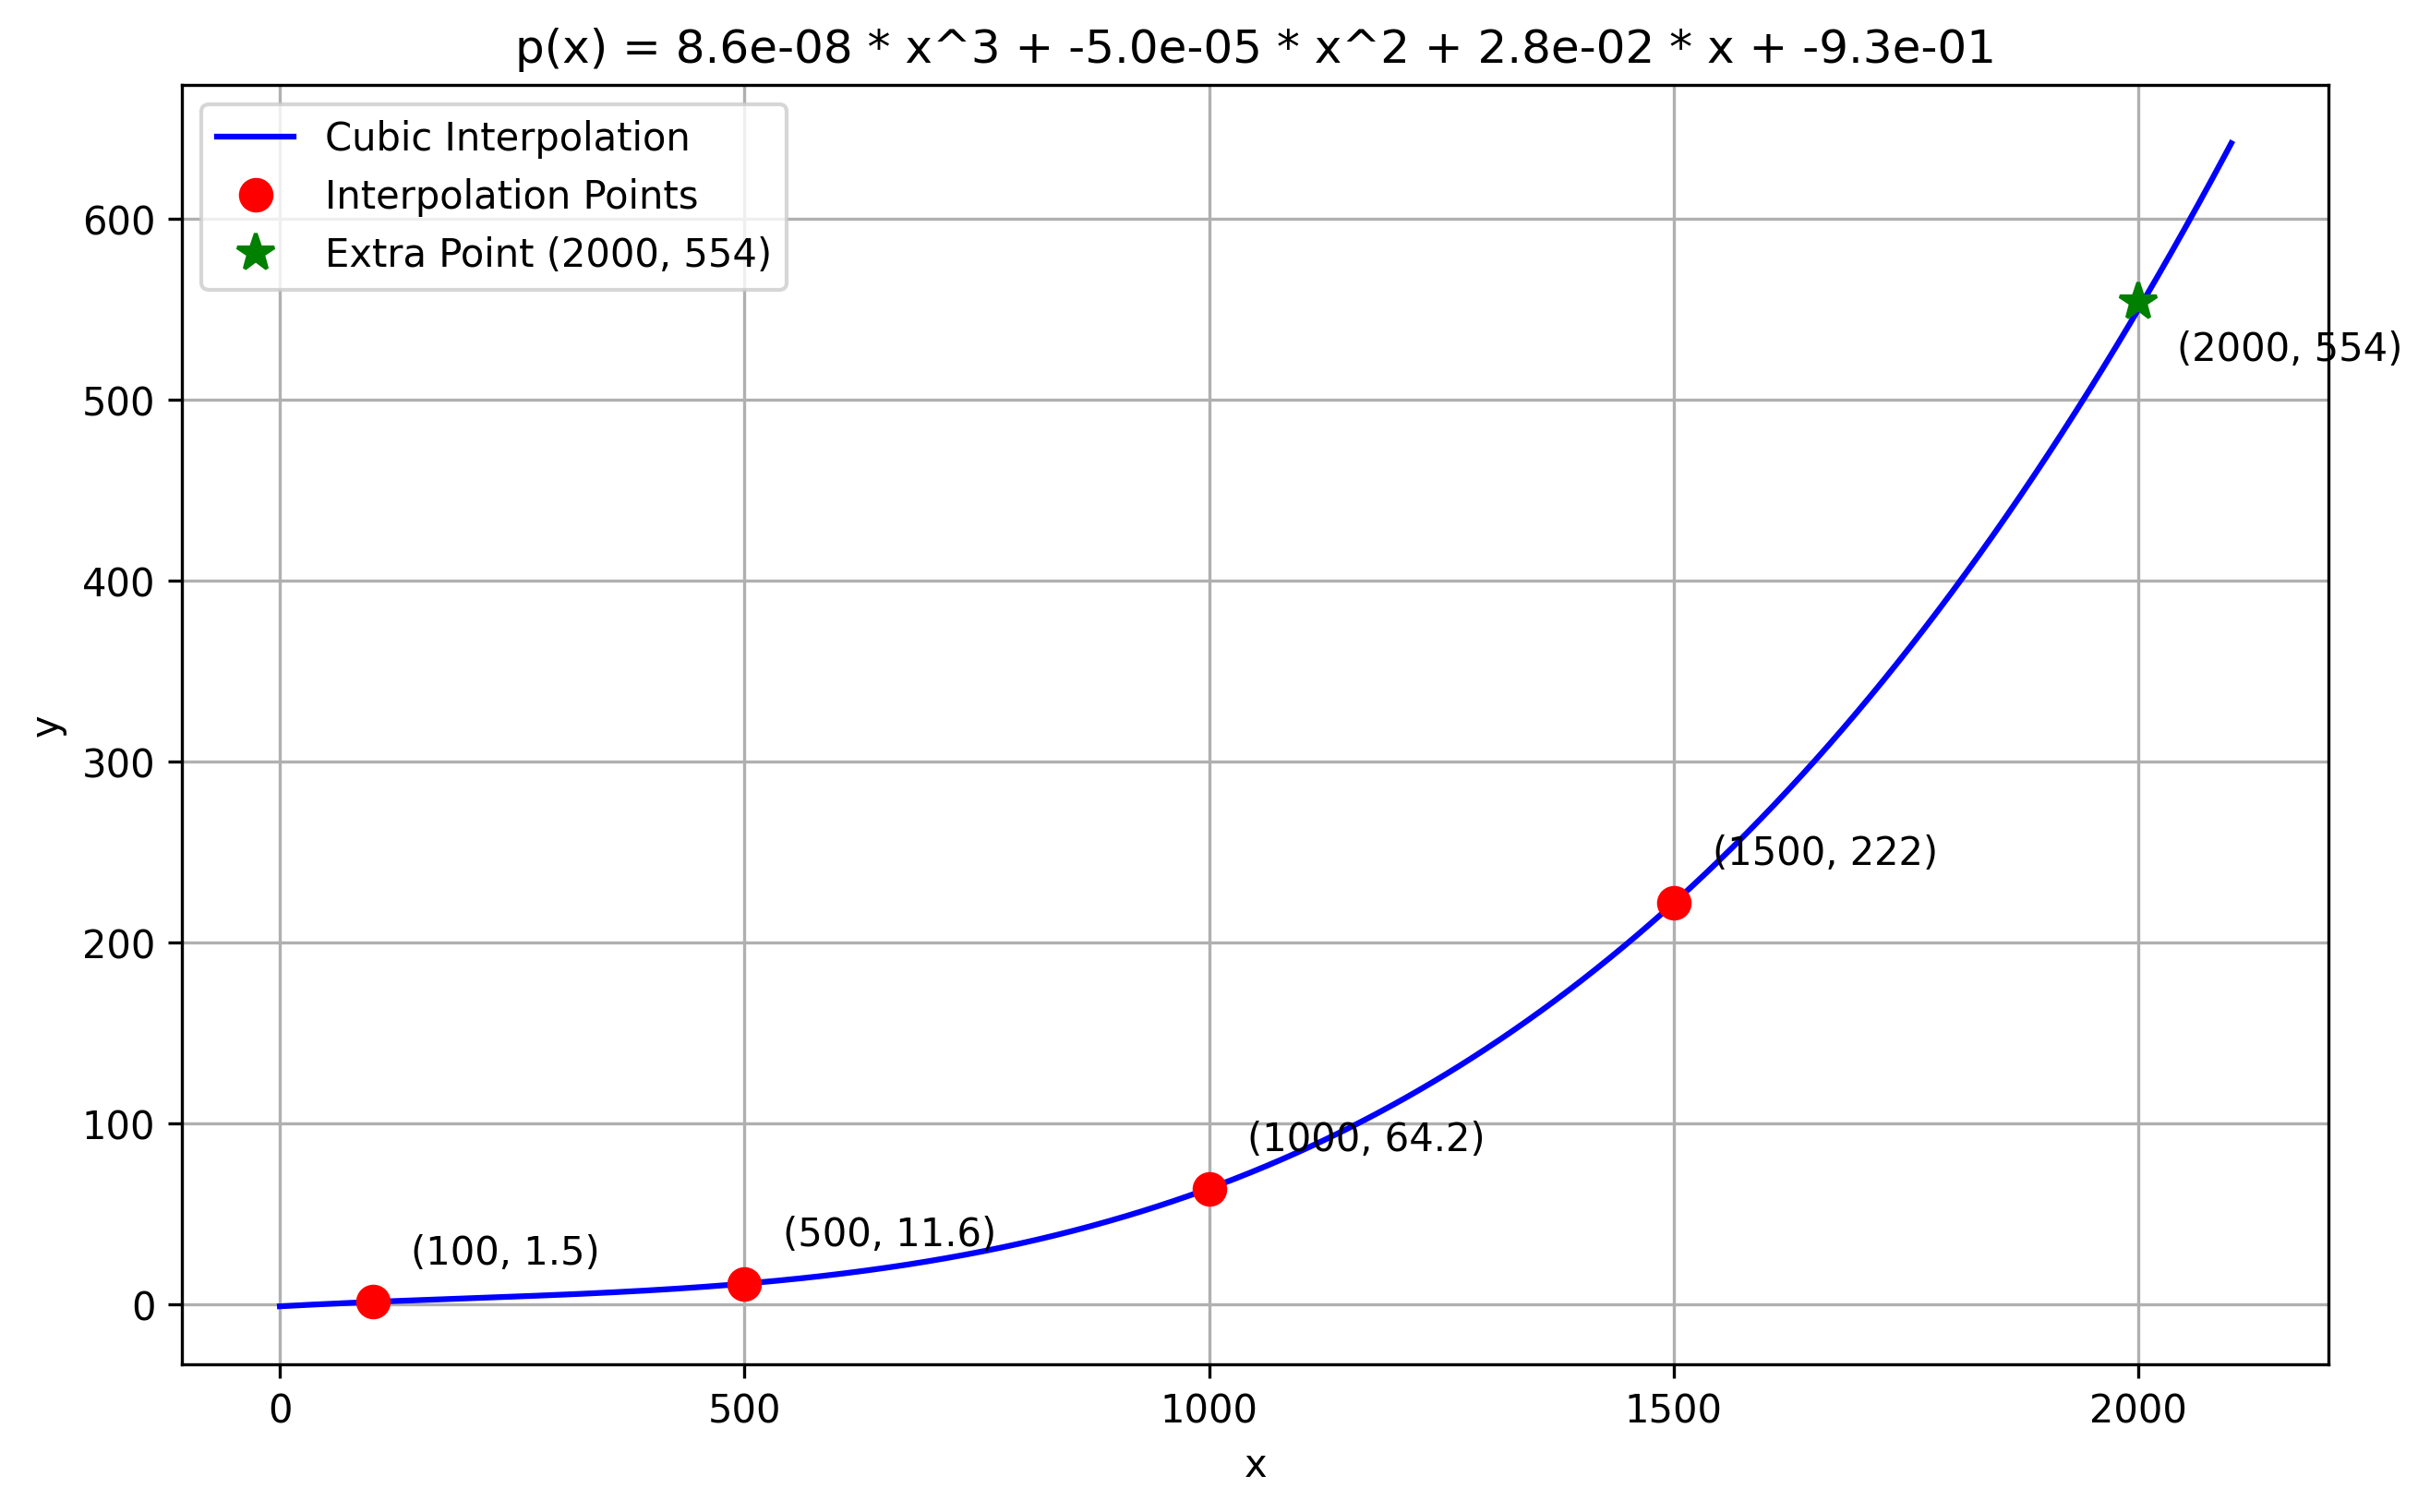 p(x) = 8.6e-08 * x^3 + -5.0e-05 * x^2 + 2.8e-02 * x + -9.3e-01
Cubic Interpolation
Interpolation Points
Extra Point (2000, 554)
600
500
400
300
200
100
0
y
(2000, 554)
(1500, 222)
(1000, 64.2)
(500, 11.6)
(100, 1.5)
0
500
1000
1500
2000
x